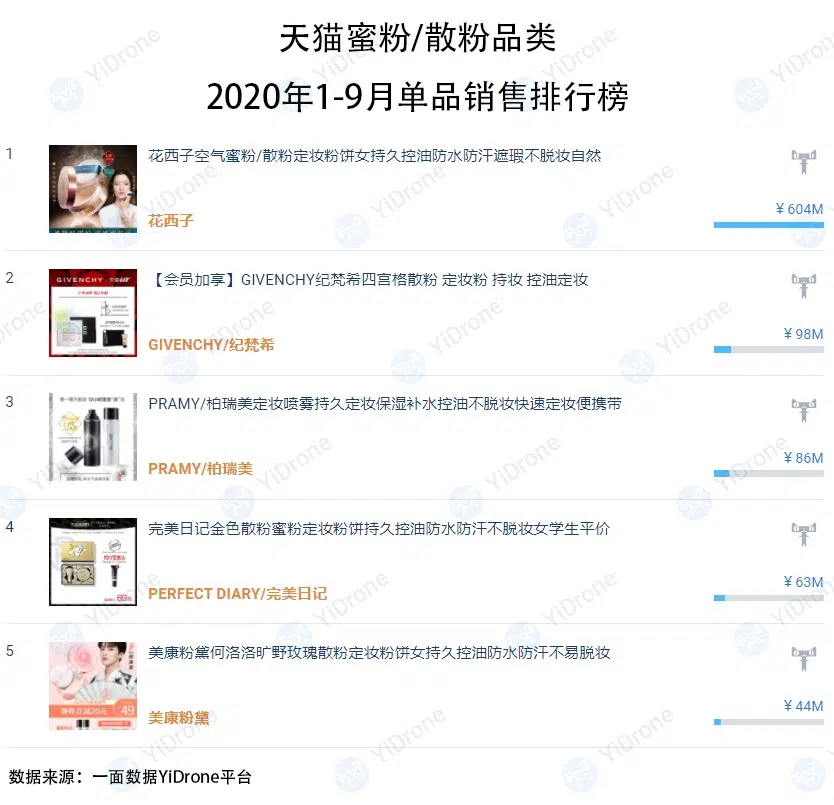 天猫蜜粉/散粉品类
2020年1-9月单品销售排行榜
1
花西子空气蜜粉/散粉定妆粉饼女持久控油防水防汗遮瑕不脱妆自然
花西子
¥ 604M
2
GIVENCHY
【会员加享】GIVENCHY纪梵希四宫格散粉 定妆粉 持妆 控油定妆
GIVENCHY/纪梵希
¥ 98M
3
PRAMY/柏瑞美定妆喷雾持久定妆保湿补水控油不脱妆快速定妆便携带
PRAMY/柏瑞美
¥ 86M
4
完美日记金色散粉蜜粉定妆粉饼持久控油防水防汗不脱妆女学生平价
69
PERFECT DIARY/完美日记
¥ 63M
5
美康粉黛何洛洛旷野玫瑰散粉定妆粉饼女持久控油防水防汗不易脱妆
49
美康粉黛
¥ 44M
数据来源：一面数据YiDrone平台
YiDrone